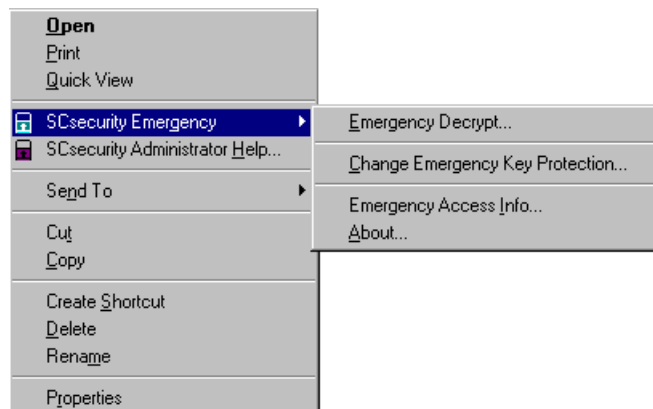 Open
Print
Quick View
SCsecurity Emergency
SCsecurity Administrator Help...
Send To
Cut
Copy
Create Shortcut
Delete
Rename
Properties
Emergency Decrypt...
Change Emergency Key Protection...
Emergency Access Info...
About...